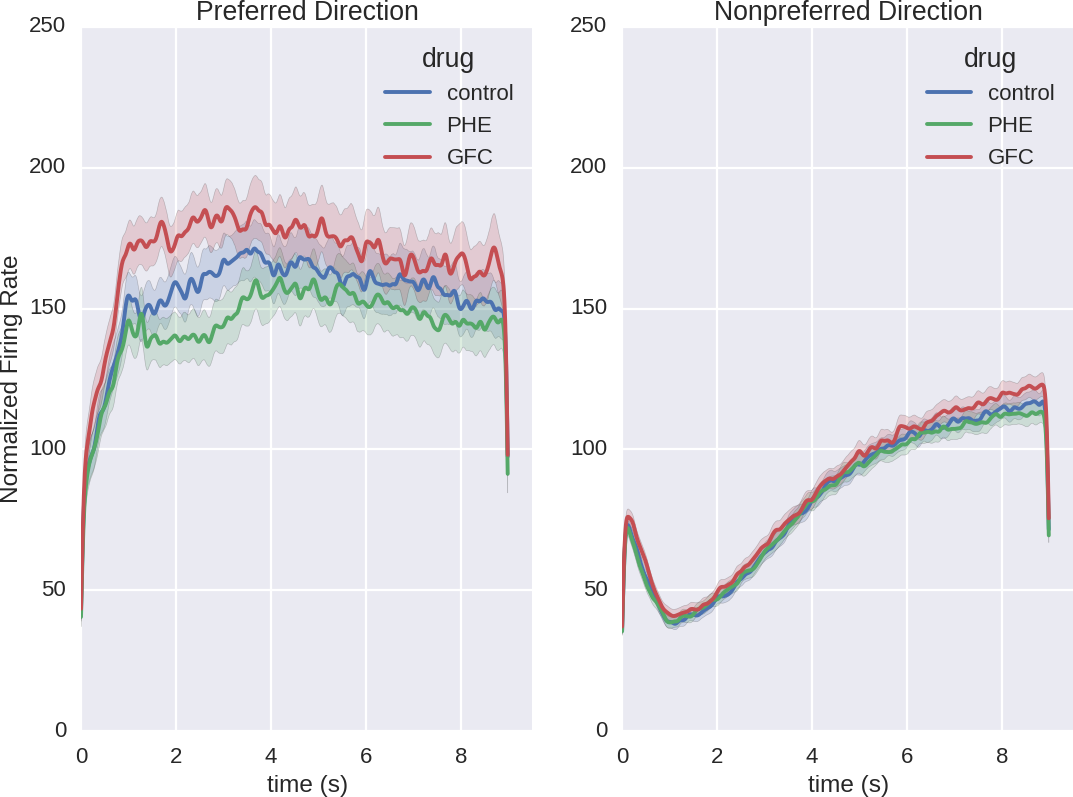 Preferred Direction
Nonpreferred Direction
250
200
150
100
50
0
0
2
4
6
8
time (s)
Normalized Firing Rate
drug
control
PHE
GFC
250
200
150
100
50
0
0
2
4
6
8
time (s)
drug
control
PHE
GFC